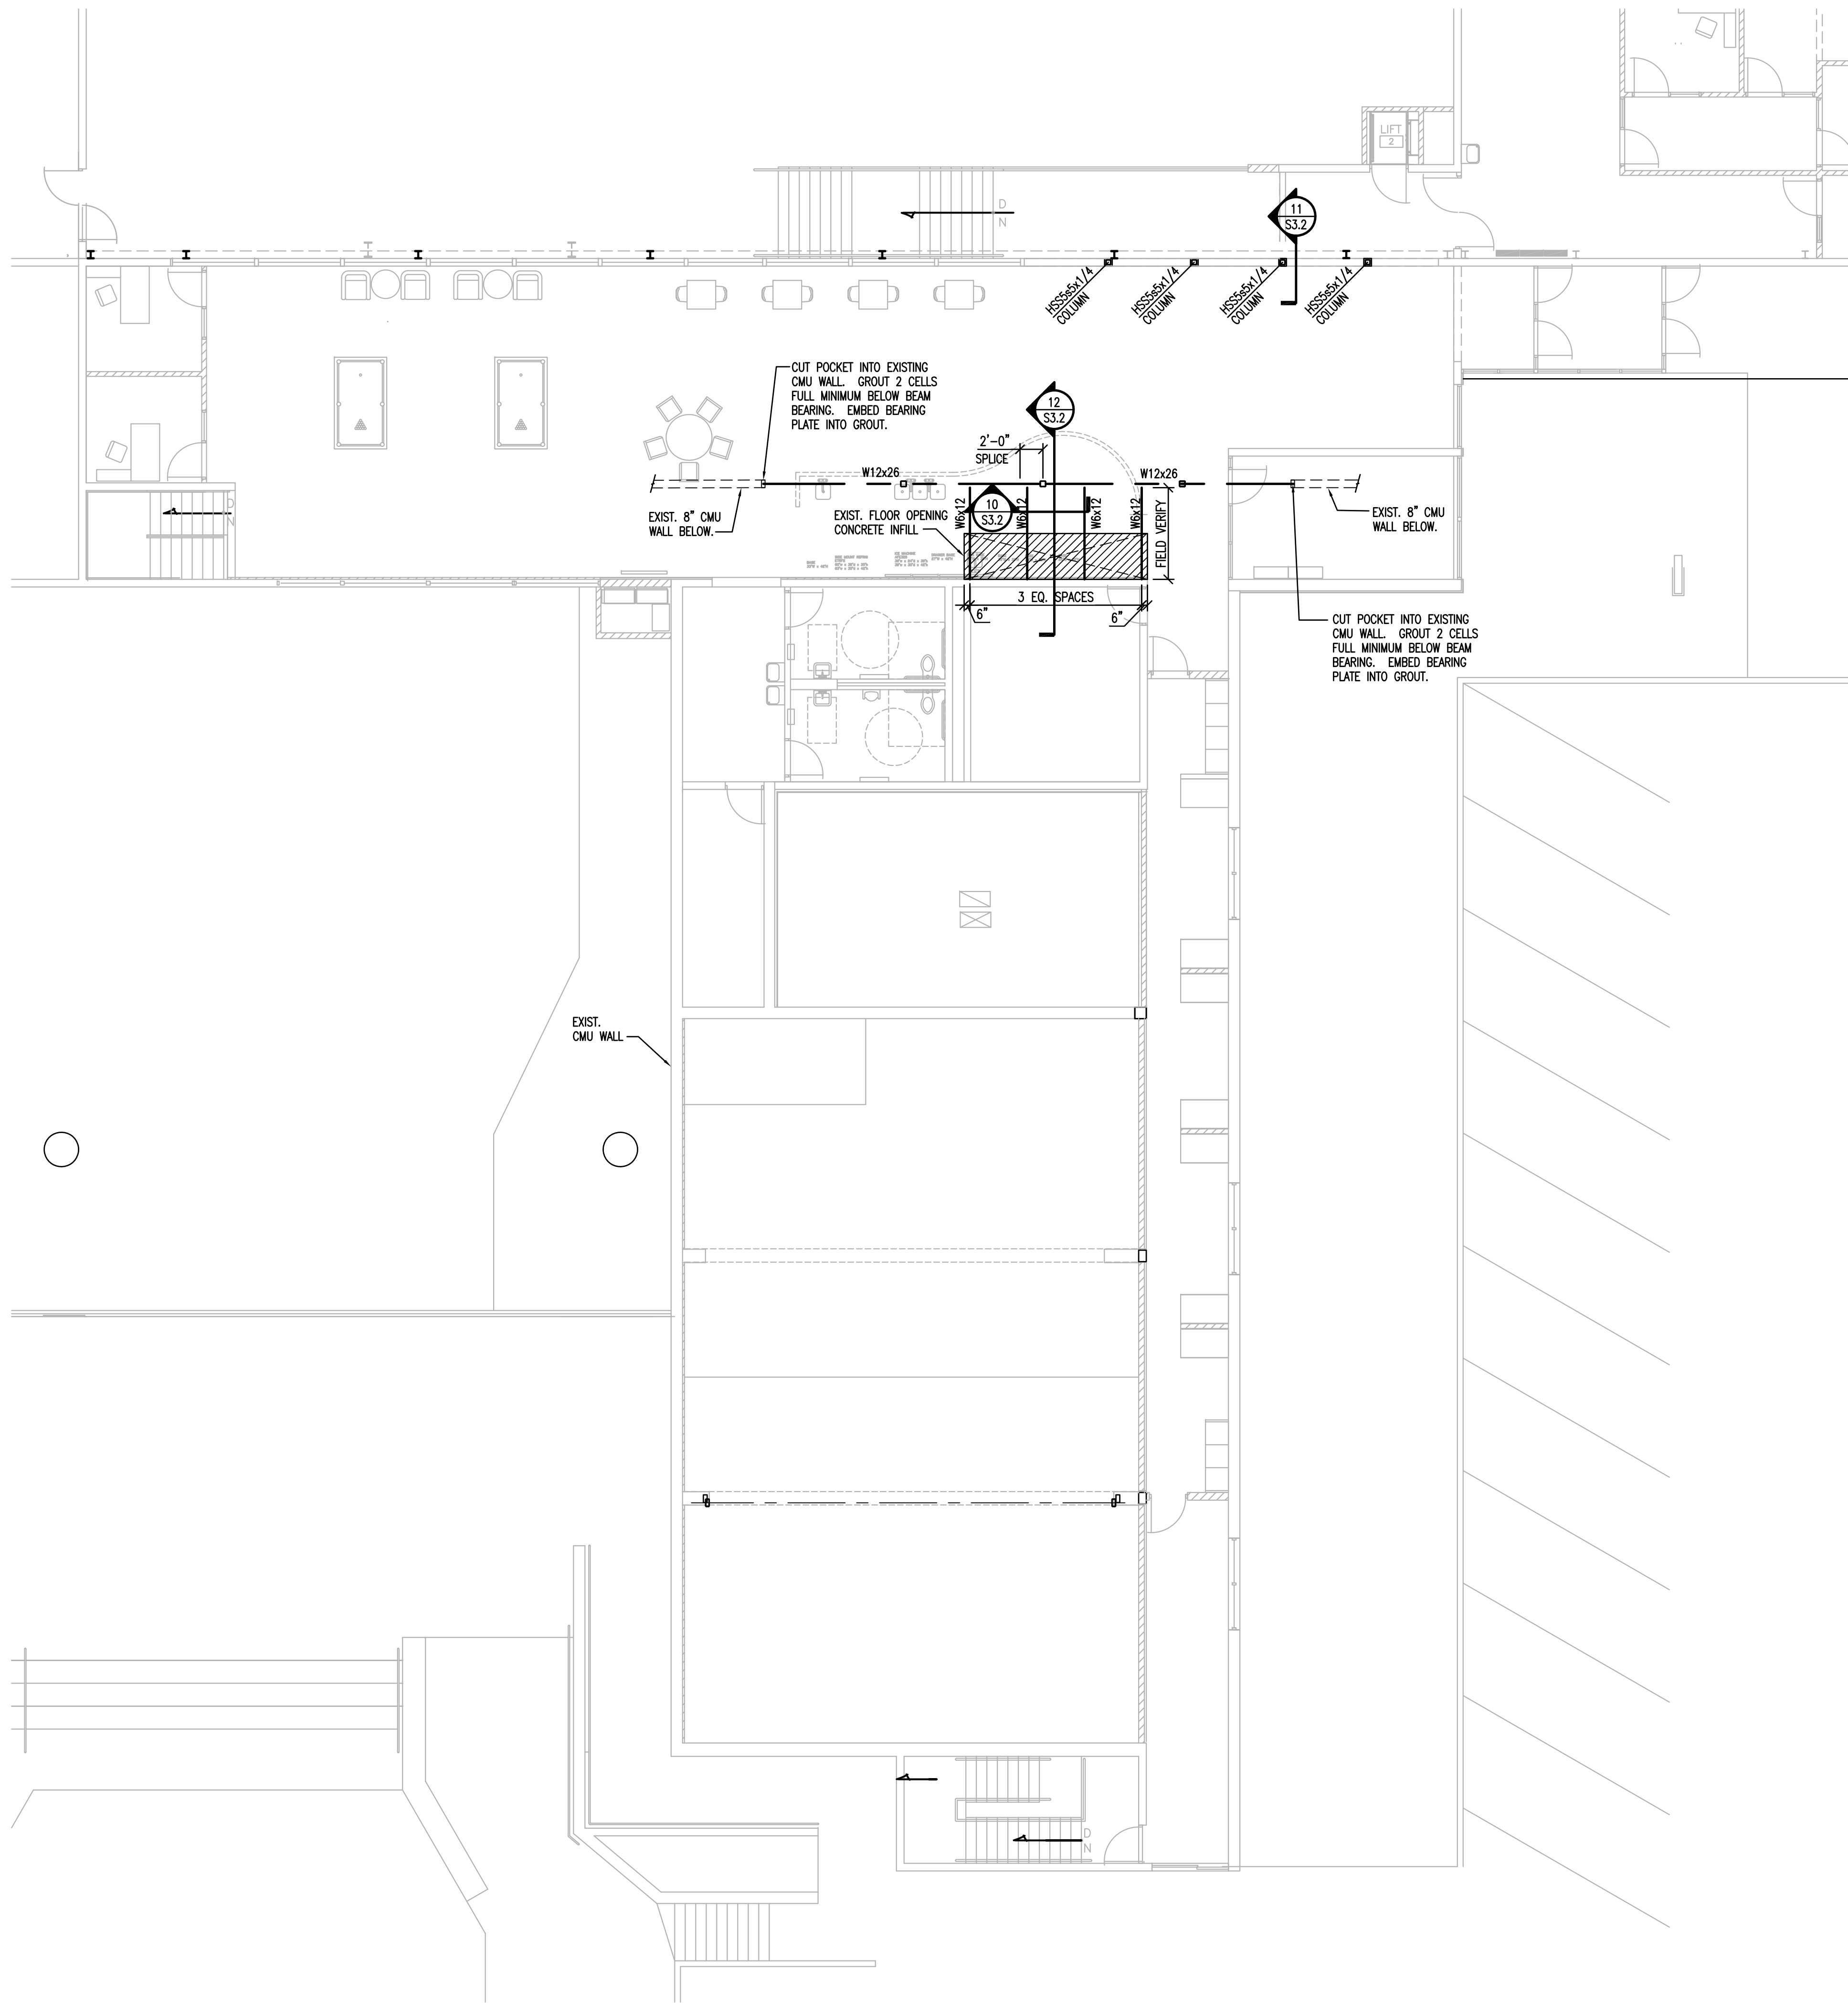 LIFT
2
D
N
11
S3.2
HSS5s5x1/4
COLUMN
HSS5s5x1/4
COLUMN
HSS5s5x1/4
COLUMN
HSS5s5x1/4
COLUMN
CUT POCKET INTO EXISTING
CMU WALL. GROUT 2 CELLS
FULL MINIMUM BELOW BEAM
BEARING. EMBED BEARING
PLATE INTO GROUT.
12
S3.2
2'-0"
SPLICE
W12x26
W12x26
D
N
EXIST. 8" CMU
WALL BELOW.
EXIST. FLOOR OPENING
CONCRETE INFILL
W6x12
10
S3.2
W6x12
W6x12
W6x12
FIELD VERIFY
EXIST. 8" CMU
WALL BELOW.
3 EQ. SPACES
6"
6"
CUT POCKET INTO EXISTING
CMU WALL. GROUT 2 CELLS
FULL MINIMUM BELOW BEAM
BEARING. EMBED BEARING
PLATE INTO GROUT.
EXIST.
CMU WALL
D
N